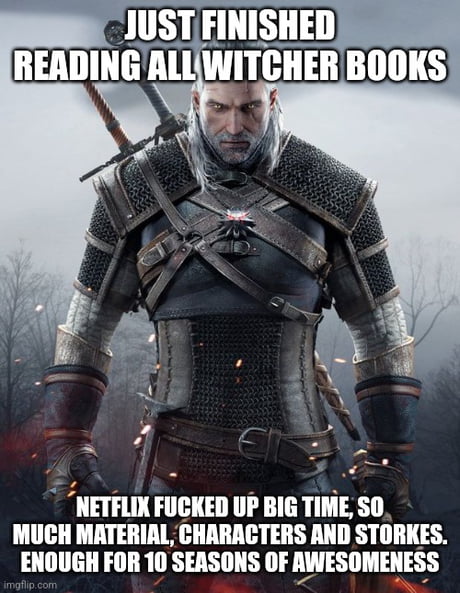 JUST FINISHED
READING ALL WITCHER BOOKS
NETFLIX FUCKED UP BIG TIME, SO
MUCH MATERIAL, CHARACTERS AND STORKES.
ENOUGH FOR 10 SEASONS OF AWESOMENESS
imgflip.com